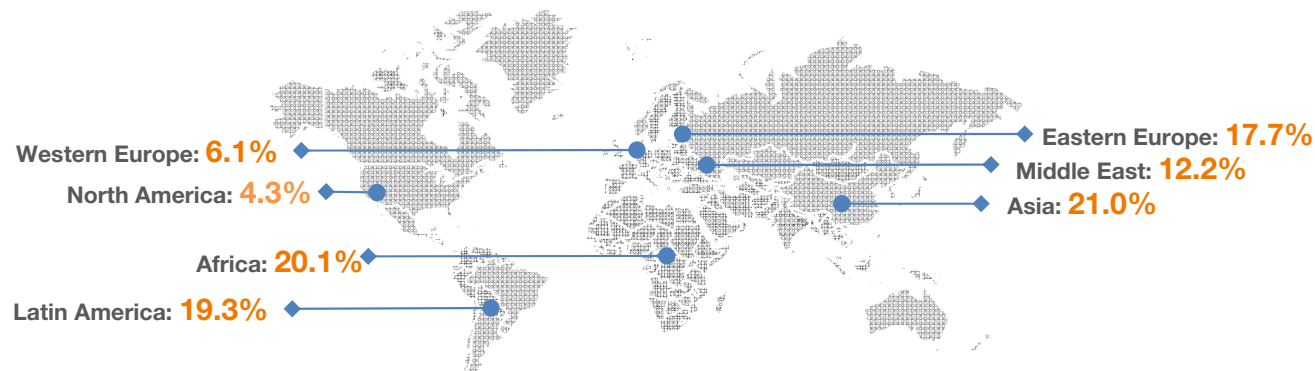 Western Europe: 6.1%
North America: 4.3%
Africa: 20.1%
Latin America: 19.3%
Eastern Europe: 17.7%
Middle East: 12.2%
Asia: 21.0%